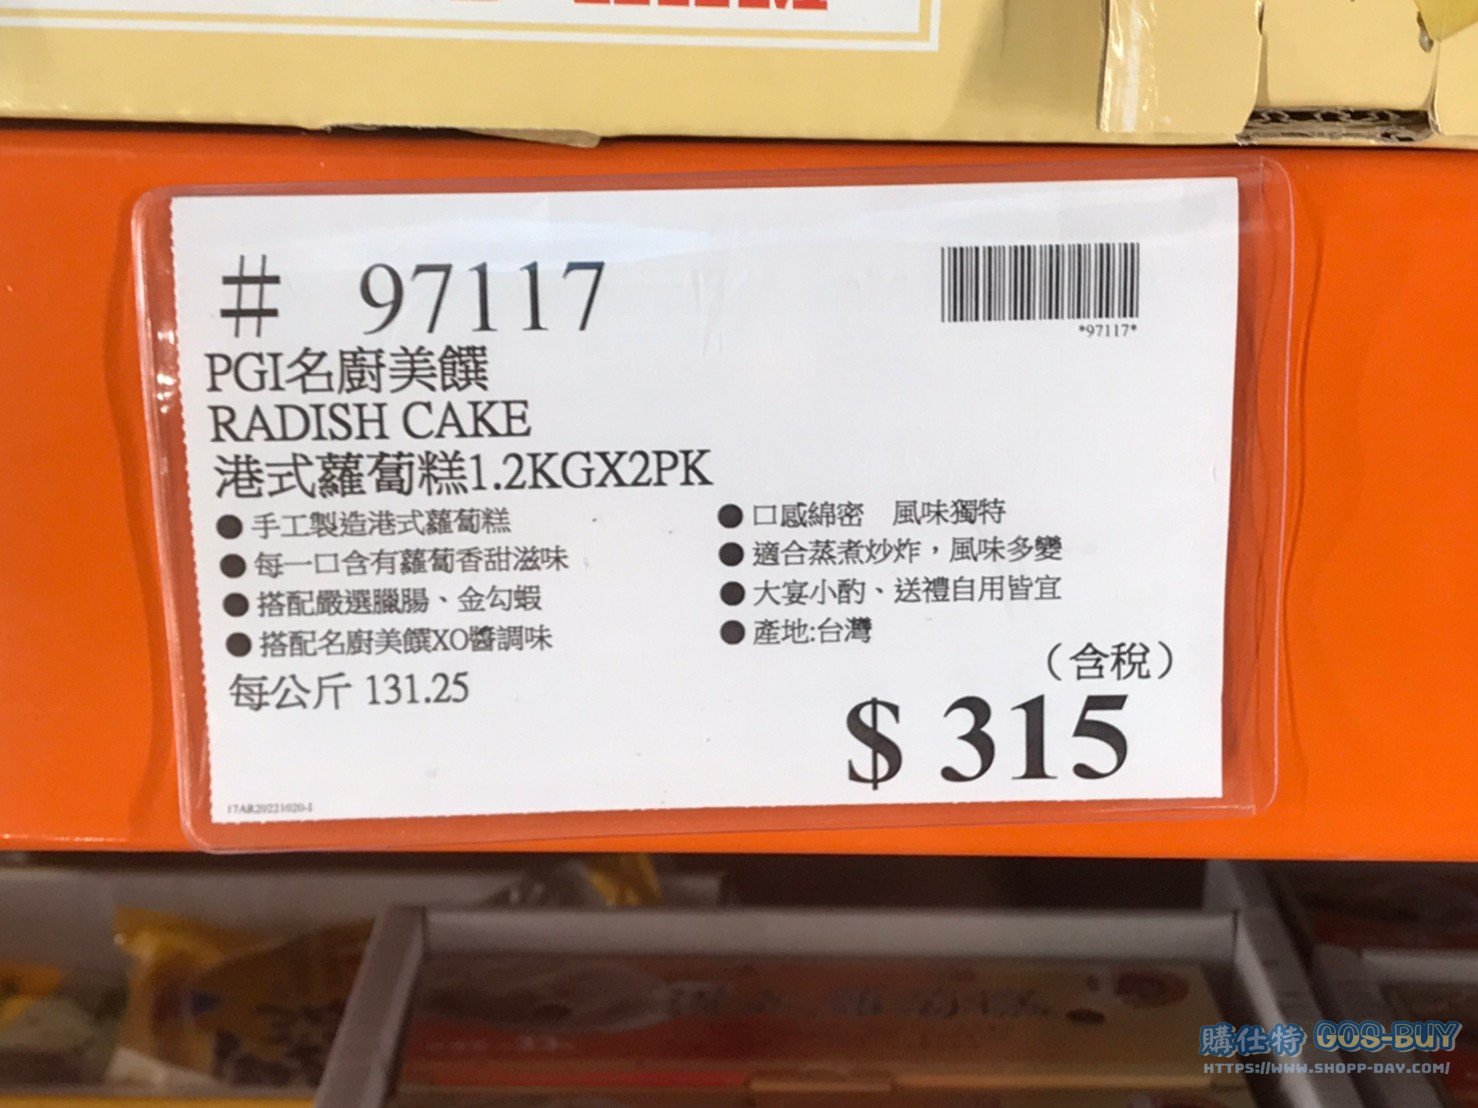 # 97117
*97117*
PGI名廚美饌
RADISH CAKE
港式蘿蔔糕1.2KGX2PK
● 手工製造港式蘿蔔糕
● 每一口含有蘿蔔香甜滋味
● 搭配嚴選臘腸、金勾蝦
● 搭配名廚美饌XO醬調味
● 口感綿密 風味獨特
● 適合蒸煮炒炸,風味多變
● 大宴小酌、送禮自用皆宜
● 產地:台灣
每公斤 131.25
(含稅)
$ 315
17AR20221020-1
購仕特 GOS-BUY
HTTPS://WWW.SHOPP-DAY.COM/